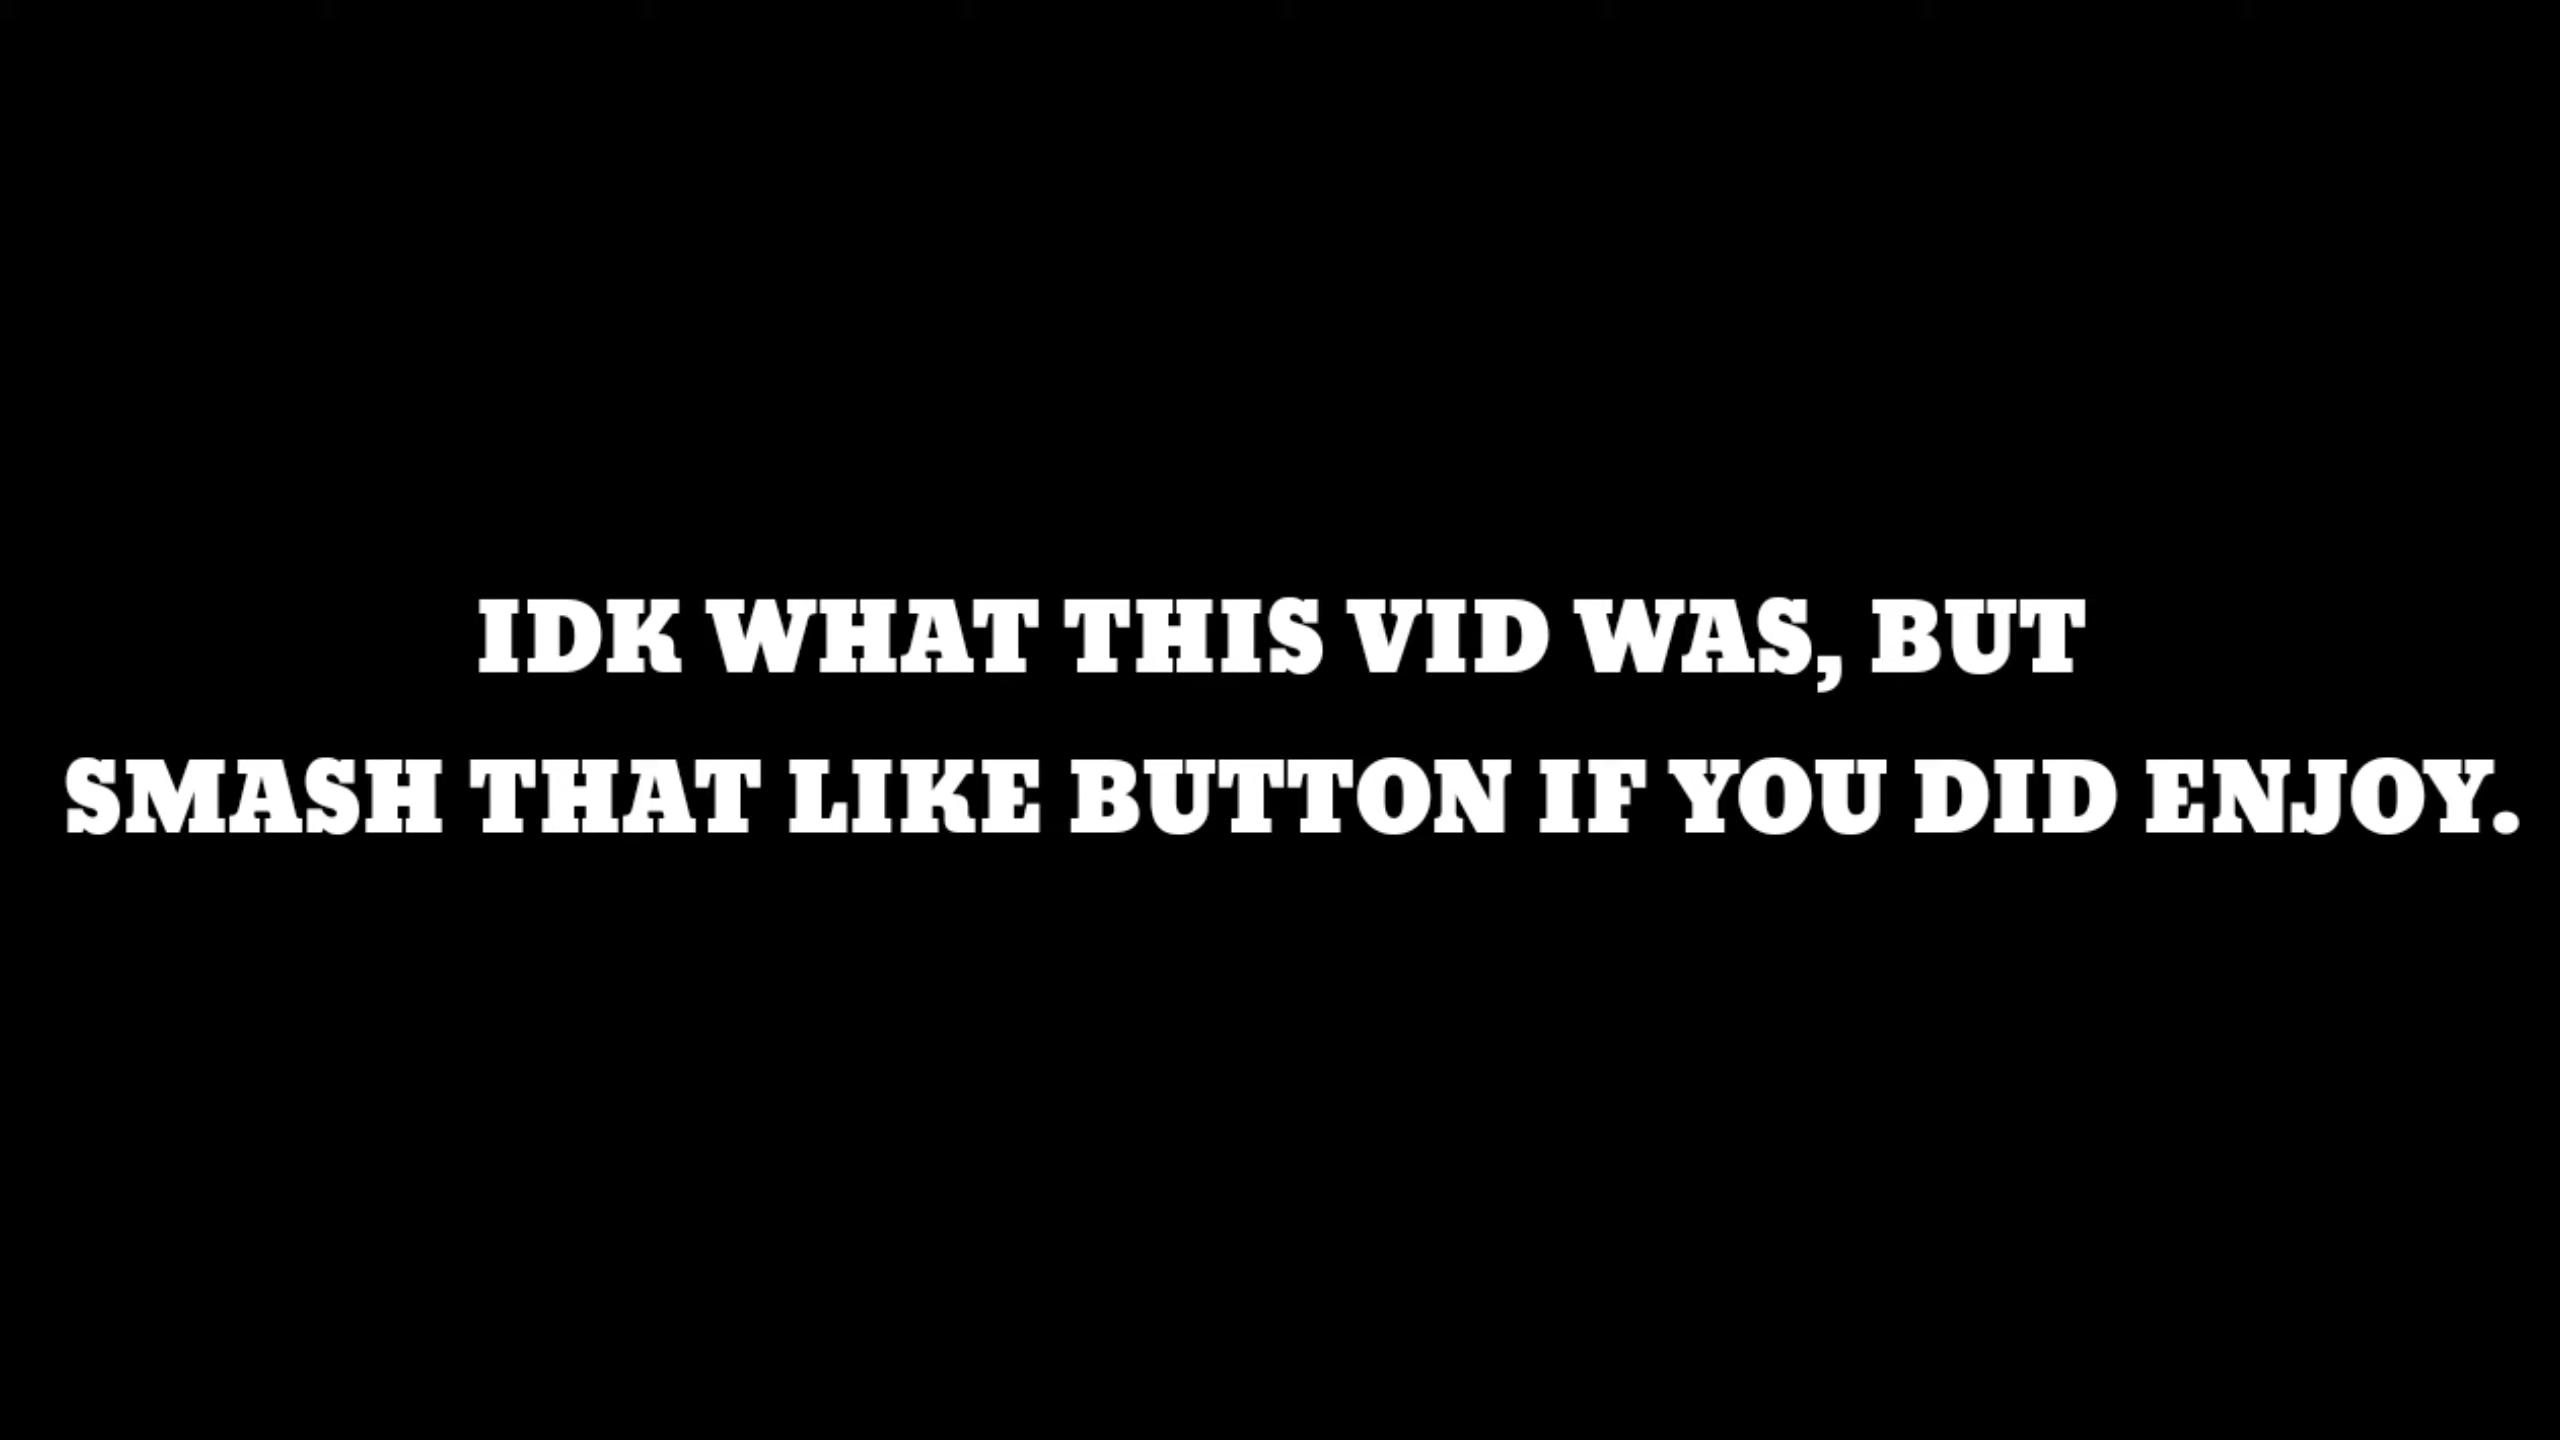 IDK WHAT THIS VID WAS, BUT
SMASH THAT LIKE BUTTON IF YOU DID ENJOY.